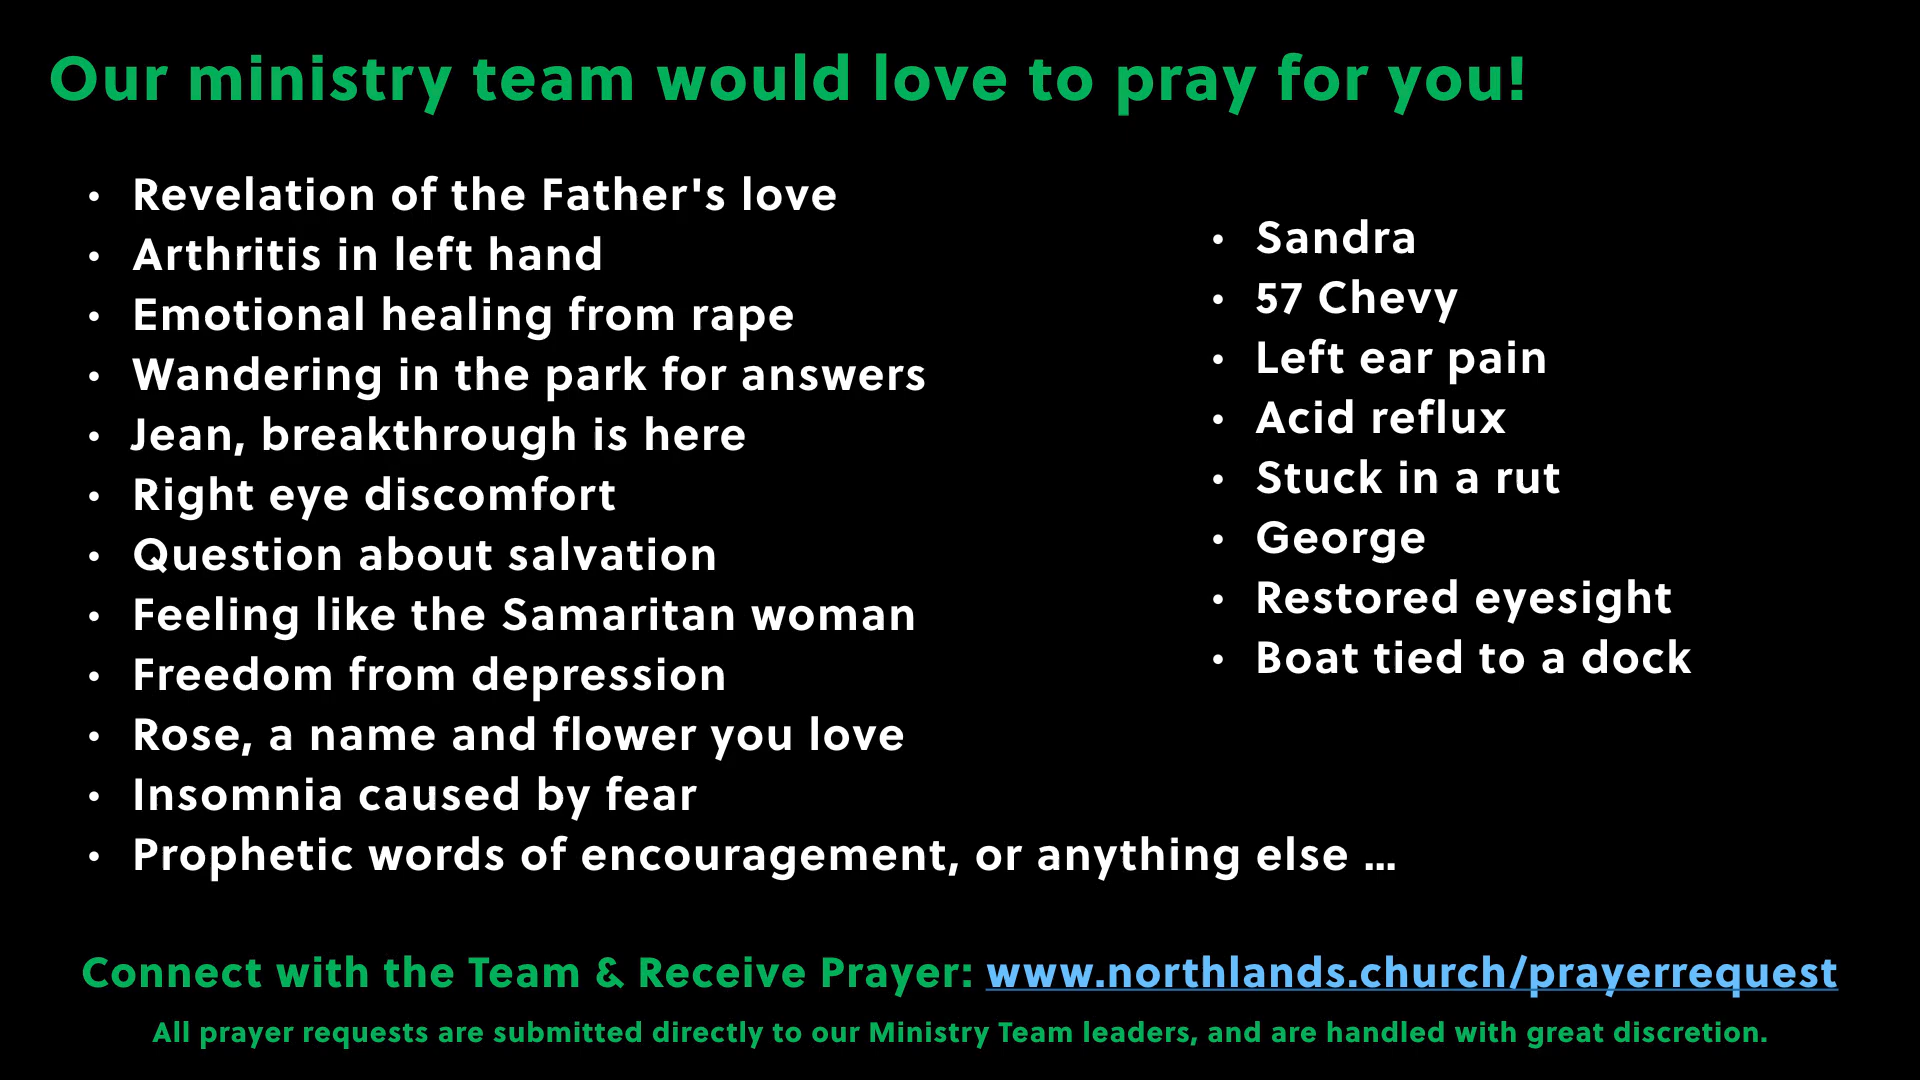 Our ministry team would love to pray for you!
• Revelation of the Father's love
• Arthritis in left hand
• Emotional healing from rape
• Wandering in the park for answers
• Jean, breakthrough is here
• Right eye discomfort
• Question about salvation
• Feeling like the Samaritan woman
• Freedom from depression
• Rose, a name and flower you love
• Insomnia caused by fear
• Prophetic words of encouragement, or anything else ...
• Sandra
• 57 Chevy
• Left ear pain
• Acid reflux
• Stuck in a rut
• George
• Restored eyesight
• Boat tied to a dock
Connect with the Team & Receive Prayer: www.northlands.church/prayerrequest
All prayer requests are submitted directly to our Ministry Team leaders, and are handled with great discretion.